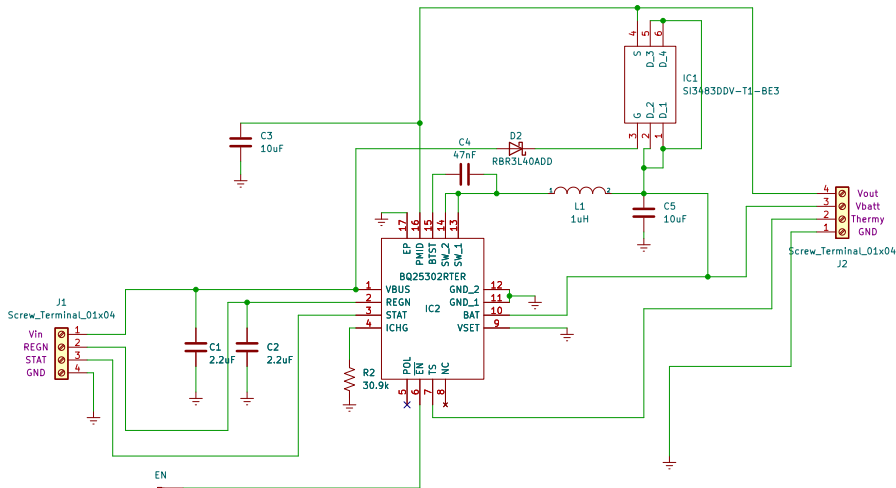 4
5
6
S
D_3
D_4
IC1
SI3483DDV-T1-BE3
G
D_2
D_1
3
2
1
C3
10uF
C4
47nF
D2
RBR3L40ADD
1
2
L1
1uH
C5
10uF
4
Vout
3
Vbatt
2
Thermy
1
GND
Screw_Terminal_01x04
J2
17
16
15
14
13
EP
PMID
BTST
SW_2
SW_1
BQ25302RTER
IC2
1
VBUS
GND_2
12
2
REGN
GND_1
11
3
STAT
BAT
10
4
ICHG
VSET
9
POL
EN
TS
NC
5
6
7
8
J1
Screw_Terminal_01x04
Vin
1
REGN
2
STAT
3
GND
4
C1
2.2uF
C2
2.2uF
R2
30.9k
EN